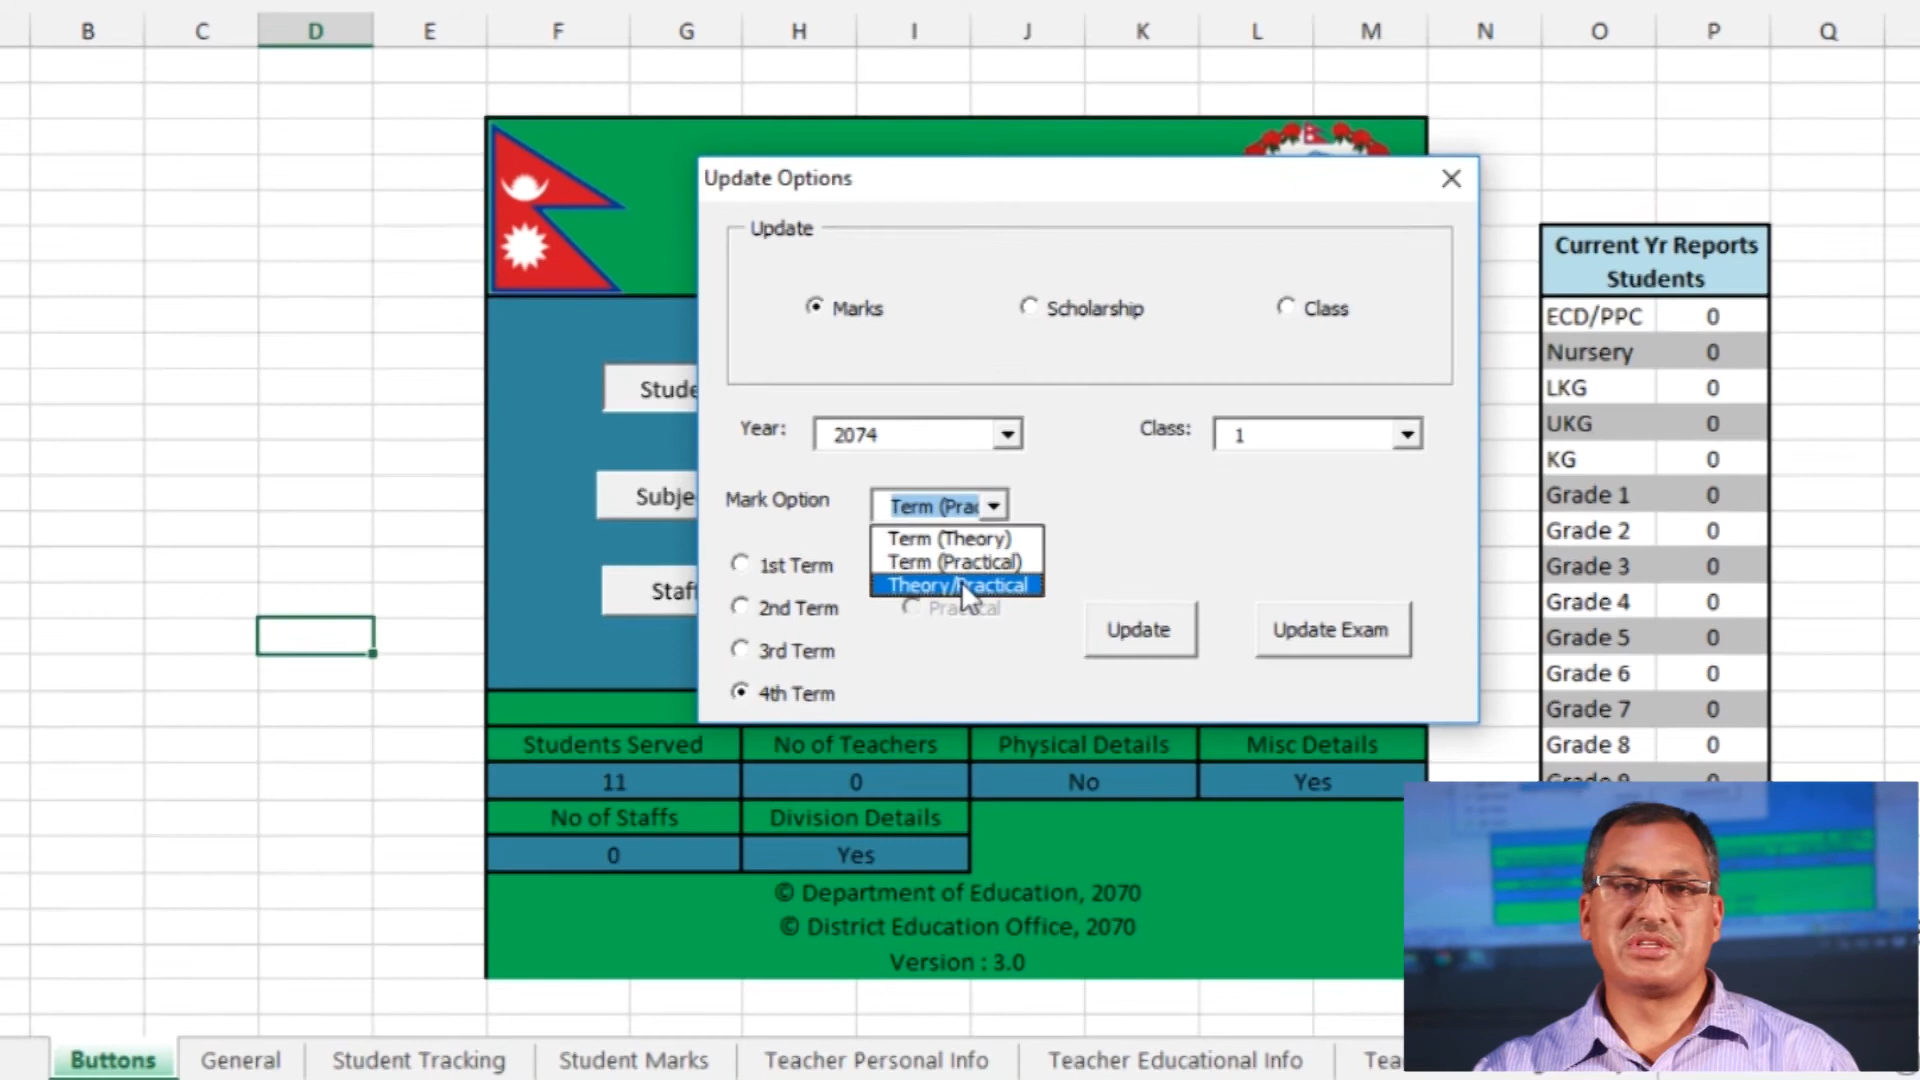 B C D E F G H I J K L M N O P Q
Update Options
Update
Marks Scholarship Class
Year: 2074 Class: 1
Mark Option Term (Prac
Term (Theory)
Term (Practical)
Theory/Practical
Practical
1st Term
2nd Term
3rd Term
4th Term
Update Update Exam
Stude
Subje
Staf
Current Yr Reports
Students
ECD/PPC 0
Nursery 0
LKG 0
UKG 0
KG 0
Grade 1 0
Grade 2 0
Grade 3 0
Grade 4 0
Grade 5 0
Grade 6 0
Grade 7 0
Grade 8 0
Students Served No of Teachers Physical Details Misc Details
11 0 No Yes
No of Staffs Division Details
0 Yes
© Department of Education, 2070
© District Education Office, 2070
Version : 3.0
Buttons General Student Tracking Student Marks Teacher Personal Info Teacher Educational Info Tea